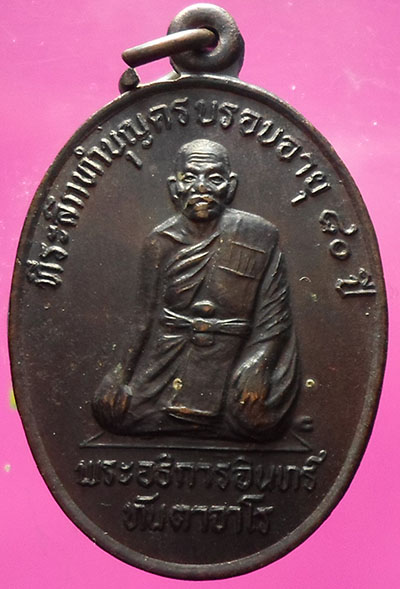 ที่ระลึกทำบุญครบรอบอายุ ๘๐ ปี
พระอธิการอินทร์
ทันตาจาโร